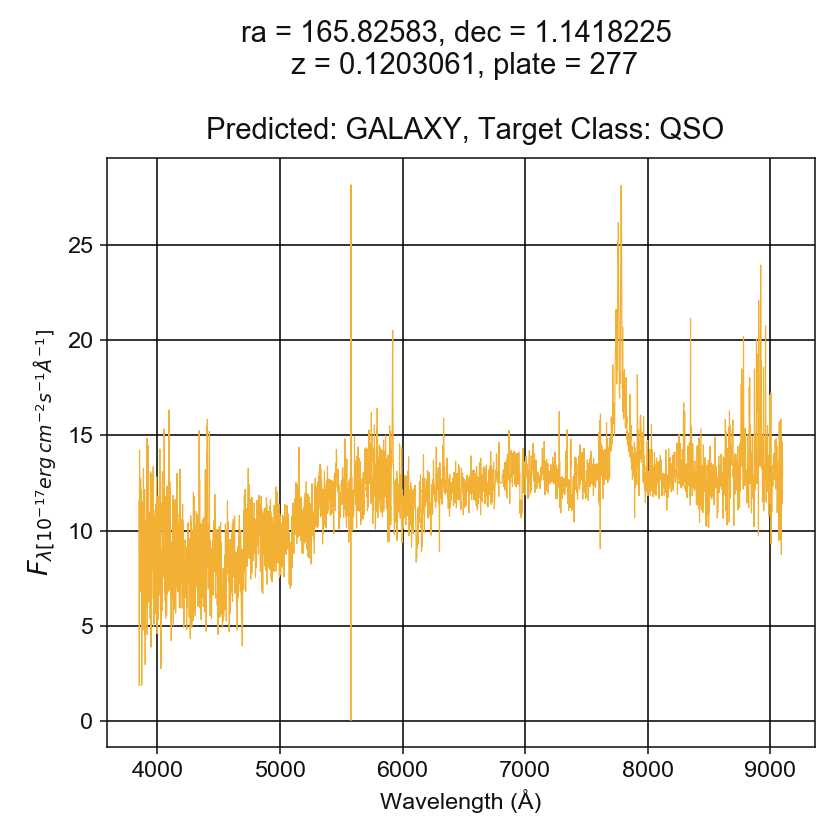 ra = 165.82583, dec = 1.1418225
z = 0.1203061, plate = 277
Predicted: GALAXY, Target Class: QSO
25
20
15
10
5
0
F_{λ[10^{-17} erg cm^{-2} s^{-1} Å^{-1}]}
4000 5000 6000 7000 8000 9000
Wavelength (Å)